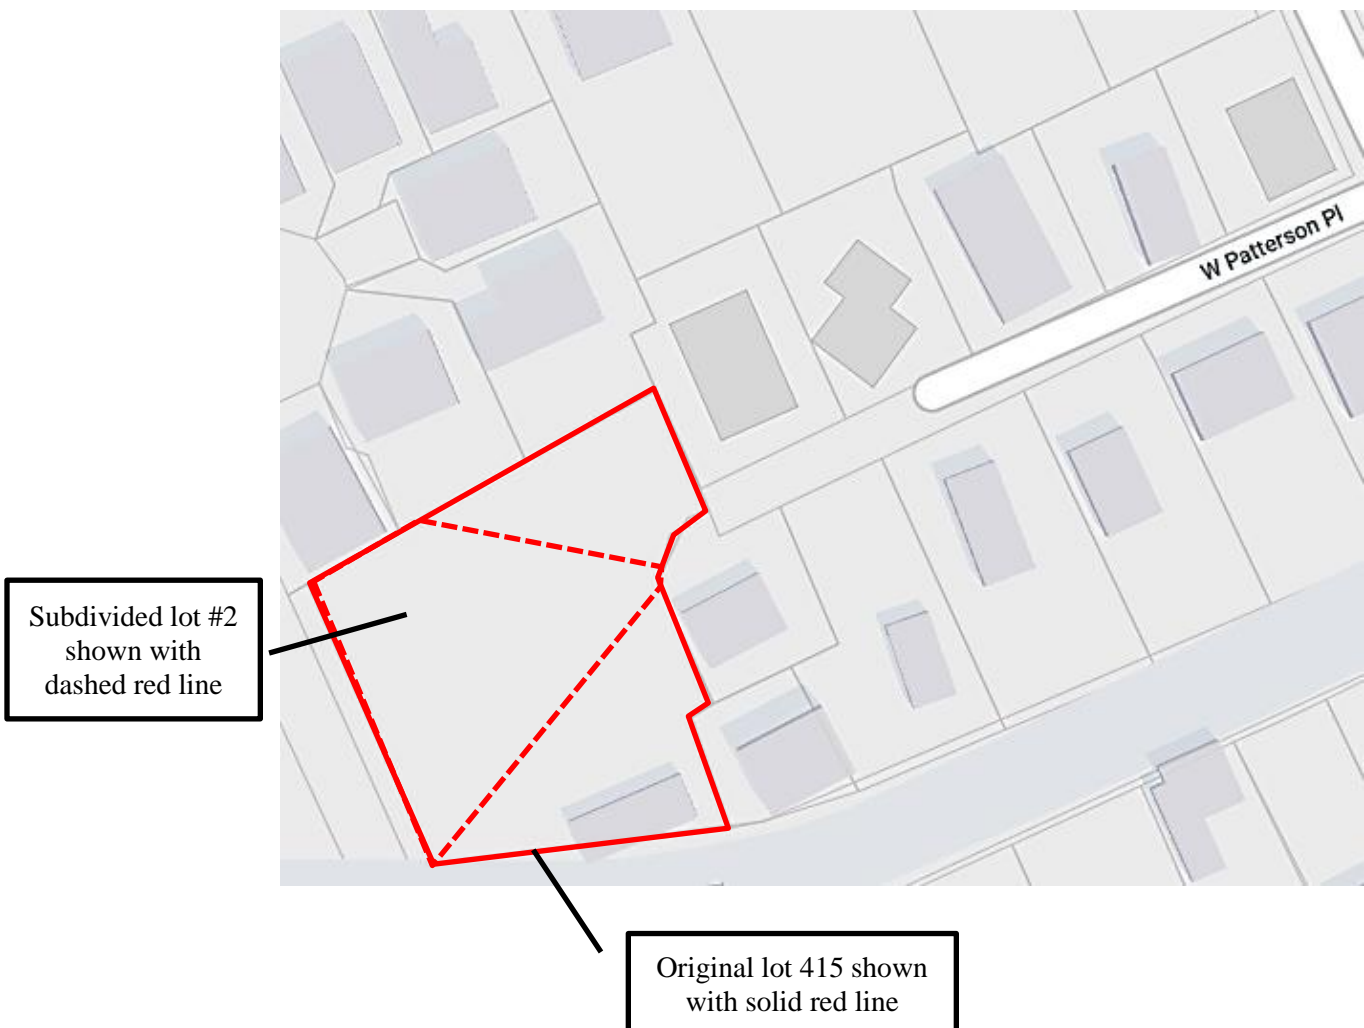 W Patterson Pl
Subdivided lot #2
shown with
dashed red line
Original lot 415 shown
with solid red line